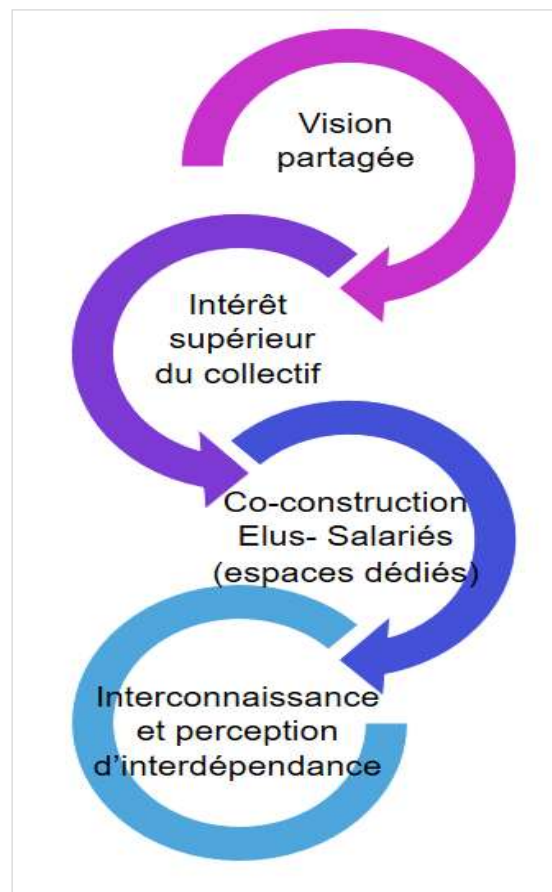 Vision
partagée
Intérêt
supérieur
du collectif
Co-construction
Elus- Salariés
(espaces dédiés)
Interconnaissance
et perception
d’interdépendance